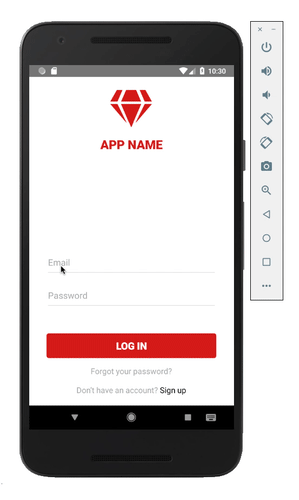 10:30
APP NAME
Email
Password
LOG IN
Forgot your password?
Don't have an account? Sign up